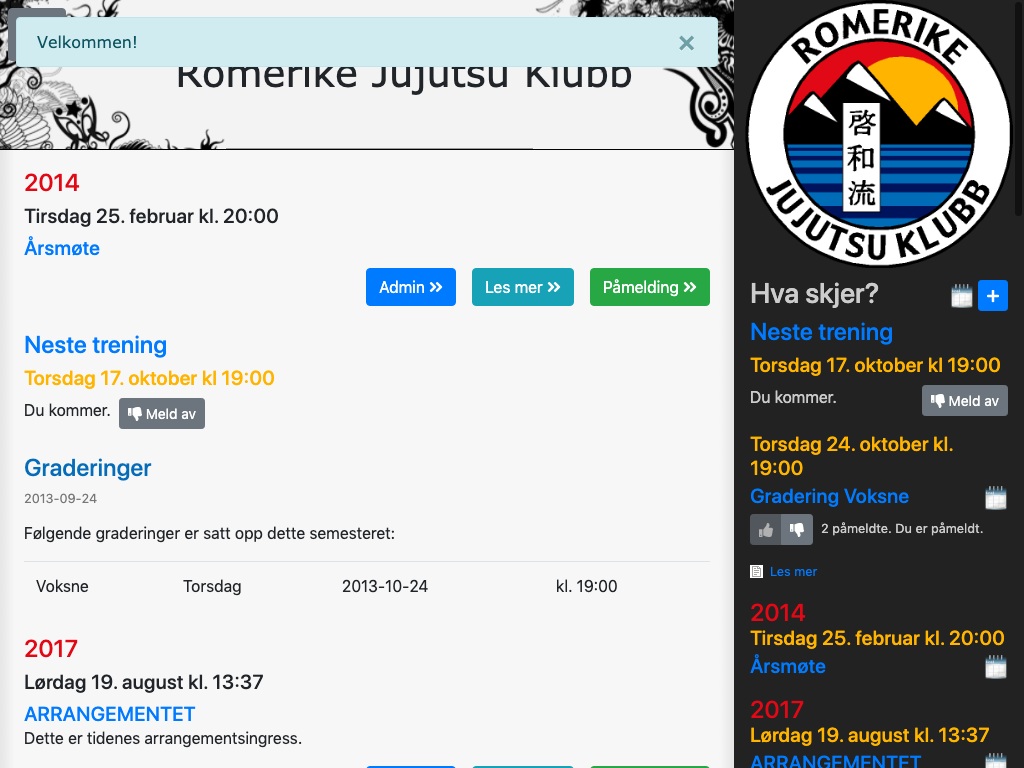 Velkommen! ×
Romerike Jujutsu Klubb
2014
Tirsdag 25. februar kl. 20:00
Årsmøte
Admin » Les mer » Påmelding »
Neste trening
Torsdag 17. oktober kl 19:00
Du kommer. Meld av
Graderinger
2013-09-24
Følgende graderinger er satt opp dette semesteret:
Voksne Torsdag 2013-10-24 kl. 19:00
2017
Lørdag 19. august kl. 13:37
ARRANGEMENTET
Dette er tidenes arrangementsingress.
ROMERIKE
啓和流
JUJUTSU KLUBB
Hva skjer? +
Neste trening
Torsdag 17. oktober kl 19:00
Du kommer. Meld av
Torsdag 24. oktober kl.
19:00
Gradering Voksne
2 påmeldte. Du er påmeldt.
Les mer
2014
Tirsdag 25. februar kl. 20:00
Årsmøte
2017
Lørdag 19. august kl. 13:37
ARRANGEMENTET